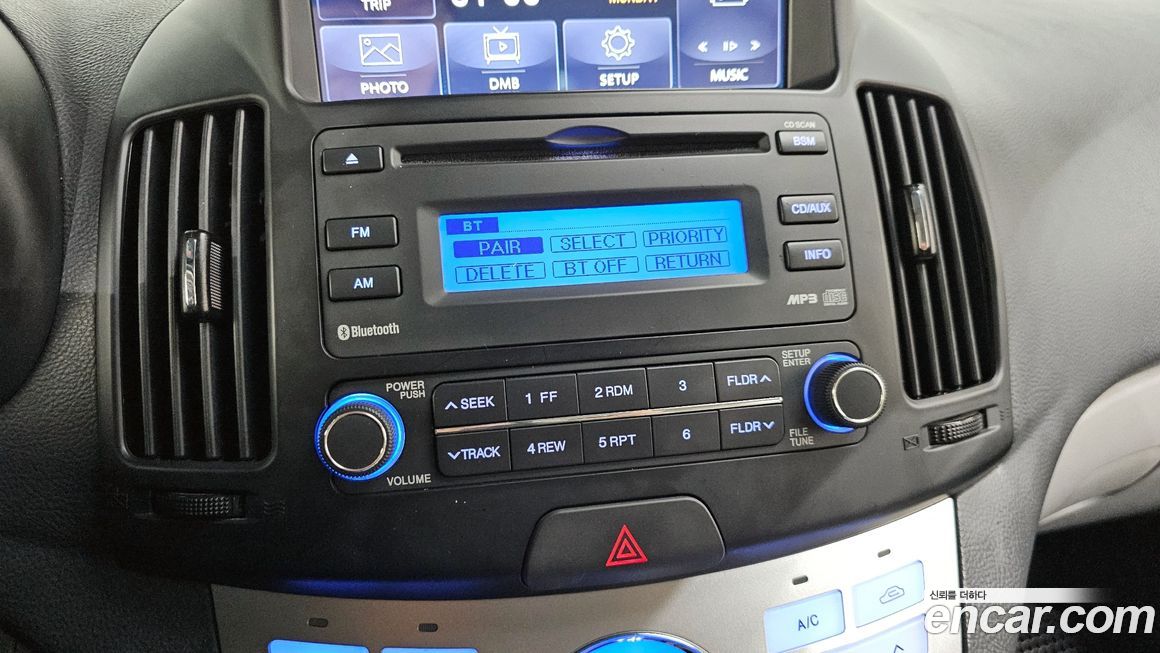 TRIP
PHOTO
DMB
SETUP
MUSIC
CD SCAN
BSM
FM
AM
CD/AUX
INFO
BT
PAIR SELECT PRIORITY
DELETE BT OFF RETURN
Bluetooth
MP3
POWER
PUSH
VOLUME
SEEK
1 FF
2 RDM
3
FLDR
TRACK
4 REW
5 RPT
6
FLDR
SETUP
ENTER
FILE
TUNE
A/C
신뢰를 더하다
encar.com